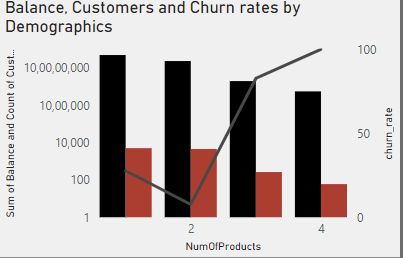 Balance, Customers and Churn rates by
Demographics
Sum of Balance and Count of Cust...
10,00,00,000
10,00,000
10,000
100
1
100
50
0
churn_rate
2
4
NumOfProducts